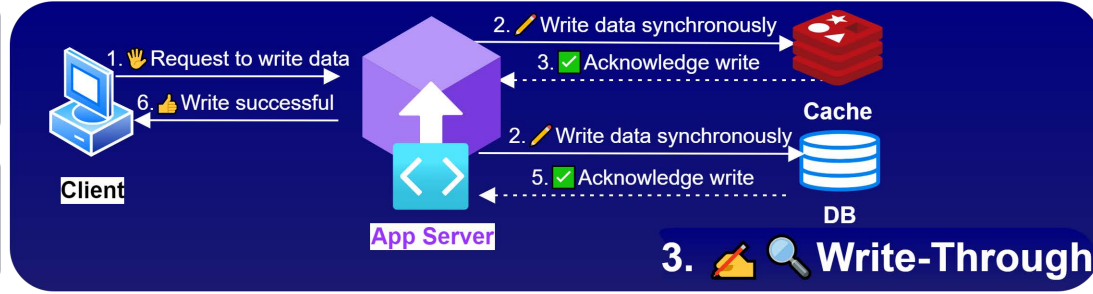 2. ✏️ Write data synchronously
1. 🖐 Request to write data
3. ✅ Acknowledge write
6. 👍 Write successful
Cache
2. ✏️ Write data synchronously
5. ✅ Acknowledge write
Client
DB
App Server
3. ✍️ 🔍 Write-Through